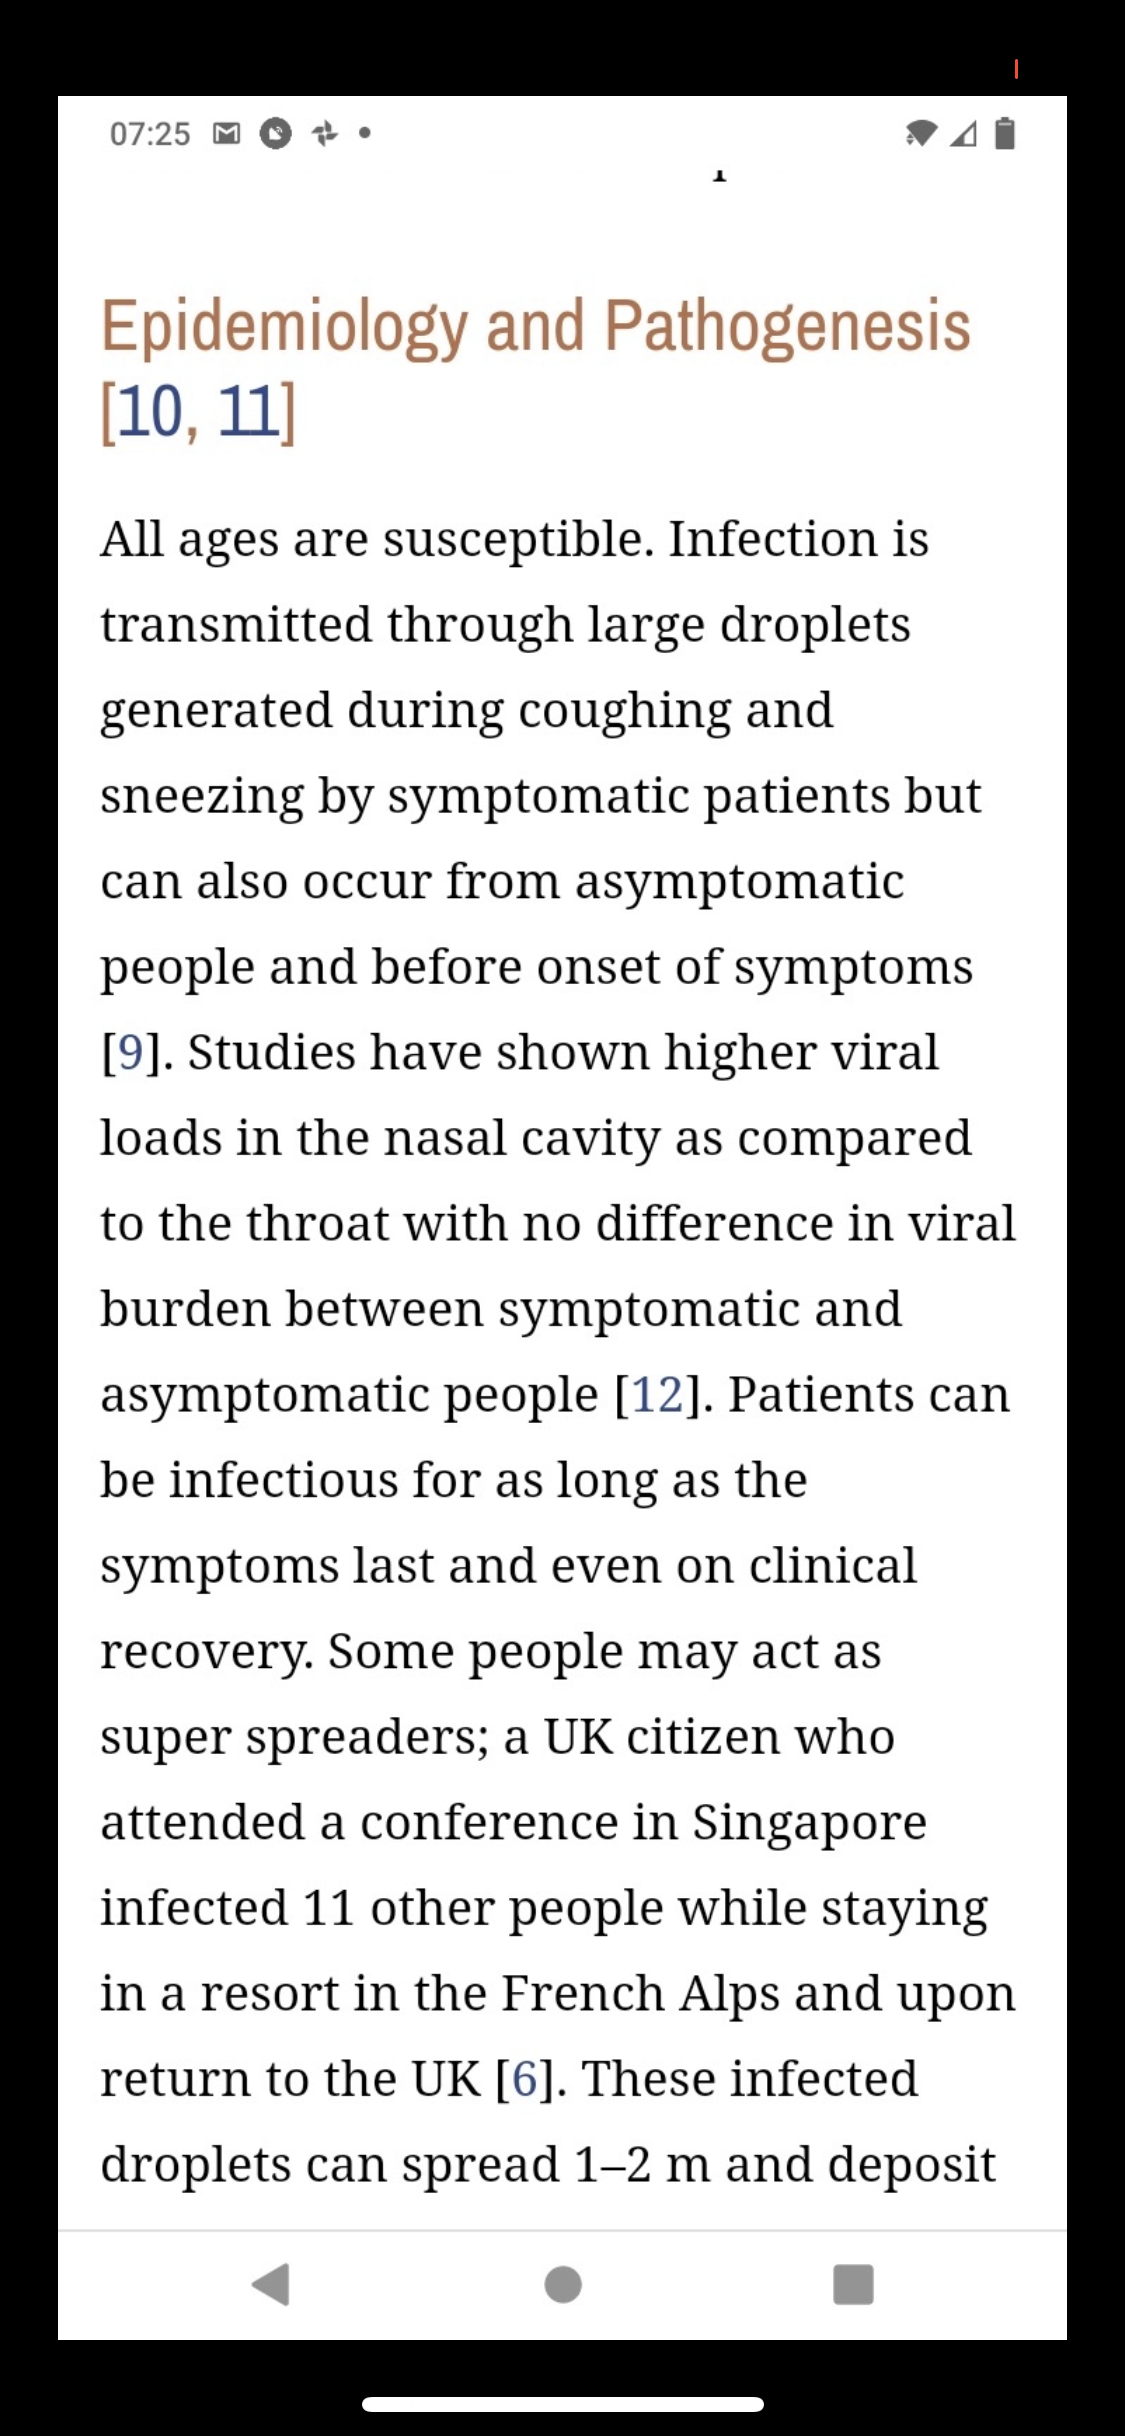 07:25
Epidemiology and Pathogenesis
[10, 11]
All ages are susceptible. Infection is
transmitted through large droplets
generated during coughing and
sneezing by symptomatic patients but
can also occur from asymptomatic
people and before onset of symptoms
[9]. Studies have shown higher viral
loads in the nasal cavity as compared
to the throat with no difference in viral
burden between symptomatic and
asymptomatic people [12]. Patients can
be infectious for as long as the
symptoms last and even on clinical
recovery. Some people may act as
super spreaders; a UK citizen who
attended a conference in Singapore
infected 11 other people while staying
in a resort in the French Alps and upon
return to the UK [6]. These infected
droplets can spread 1–2 m and deposit